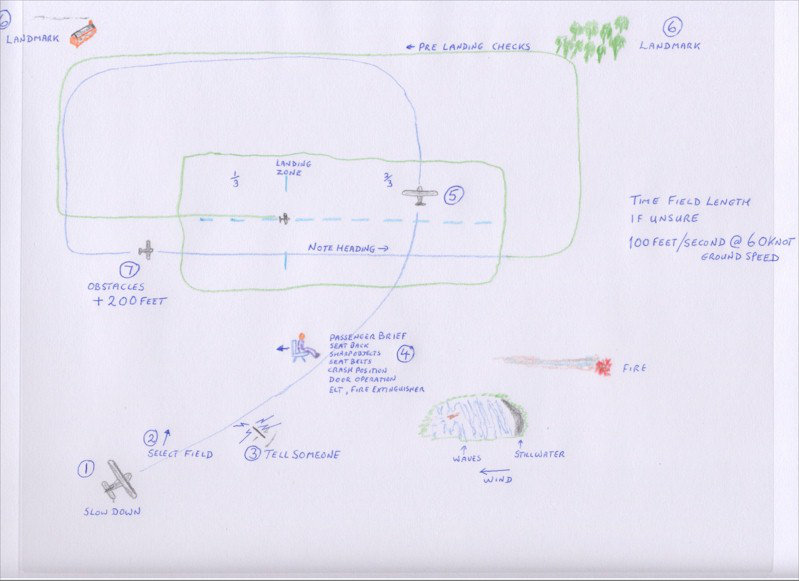 6
LANDMARK
← PRE LANDING CHECKS
6
LANDMARK
1/3
LANDING
ZONE
2/3
5
TIME FIELD LENGTH
IF UNSURE
100 FEET/SECOND @ 60KNOT
GROUND SPEED
NOTE HEADING →
7
OBSTACLES
+ 200 FEET
4
PASSENGER BRIEF
SEAT BACK
SHARP OBJECTS
SEAT BELTS
CRASH POSITION
DOOR OPERATION
ELT, FIRE EXTINGUISHER
FIRE
2
SELECT FIELD
3 TELL SOMEONE
WAVES
STILLWATER
WIND
1
SLOW DOWN